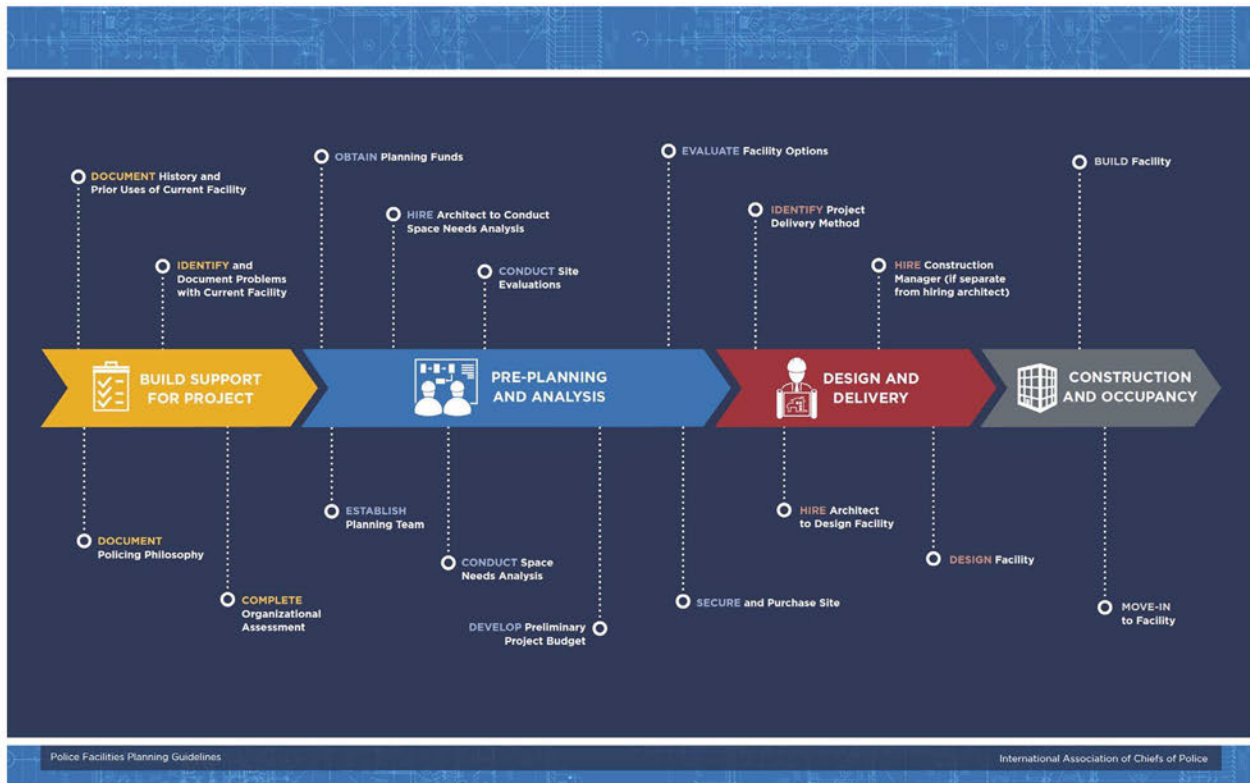 DOCUMENT History and
Prior Uses of Current Facility
OBTAIN Planning Funds
EVALUATE Facility Options
BUILD Facility
HIRE Architect to Conduct
Space Needs Analysis
IDENTIFY Project
Delivery Method
IDENTIFY and
Document Problems
with Current Facility
CONDUCT Site
Evaluations
HIRE Construction
Manager (if separate
from hiring architect)
BUILD SUPPORT
FOR PROJECT
PRE-PLANNING
AND ANALYSIS
DESIGN AND
DELIVERY
CONSTRUCTION
AND OCCUPANCY
DOCUMENT
Policing Philosophy
ESTABLISH
Planning Team
HIRE Architect
to Design Facility
CONDUCT Space
Needs Analysis
DESIGN Facility
COMPLETE
Organizational
Assessment
DEVELOP Preliminary
Project Budget
SECURE and Purchase Site
MOVE-IN
to Facility
Police Facilities Planning Guidelines
International Association of Chiefs of Police